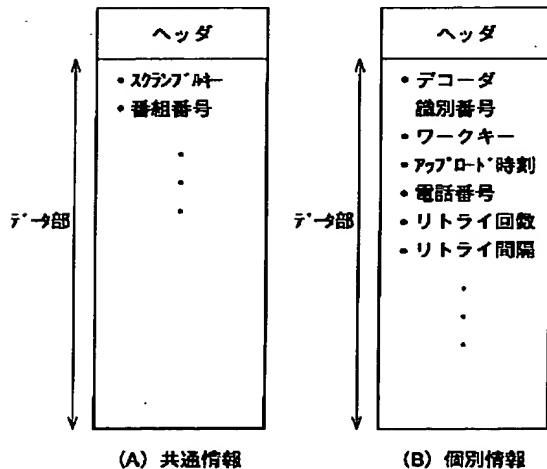 ヘッダ
・スクランブルキー
・番組番号
データ部
(A) 共通情報
ヘッダ
・デコーダ
識別番号
・ワークキー
・アップロード時刻
・電話番号
・リトライ回数
・リトライ間隔
データ部
(B) 個別情報